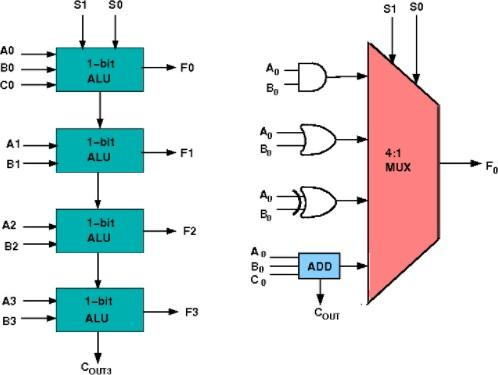 S1 S0
A0
B0
C0
1-bit
ALU
F0
A1
B1
1-bit
ALU
F1
A2
B2
1-bit
ALU
F2
A3
B3
1-bit
ALU
F3
COUT3
S1
S0
A0
B0
A0
B0
A0
B0
A0
B0
C0
ADD
COUT
4:1
MUX
F0